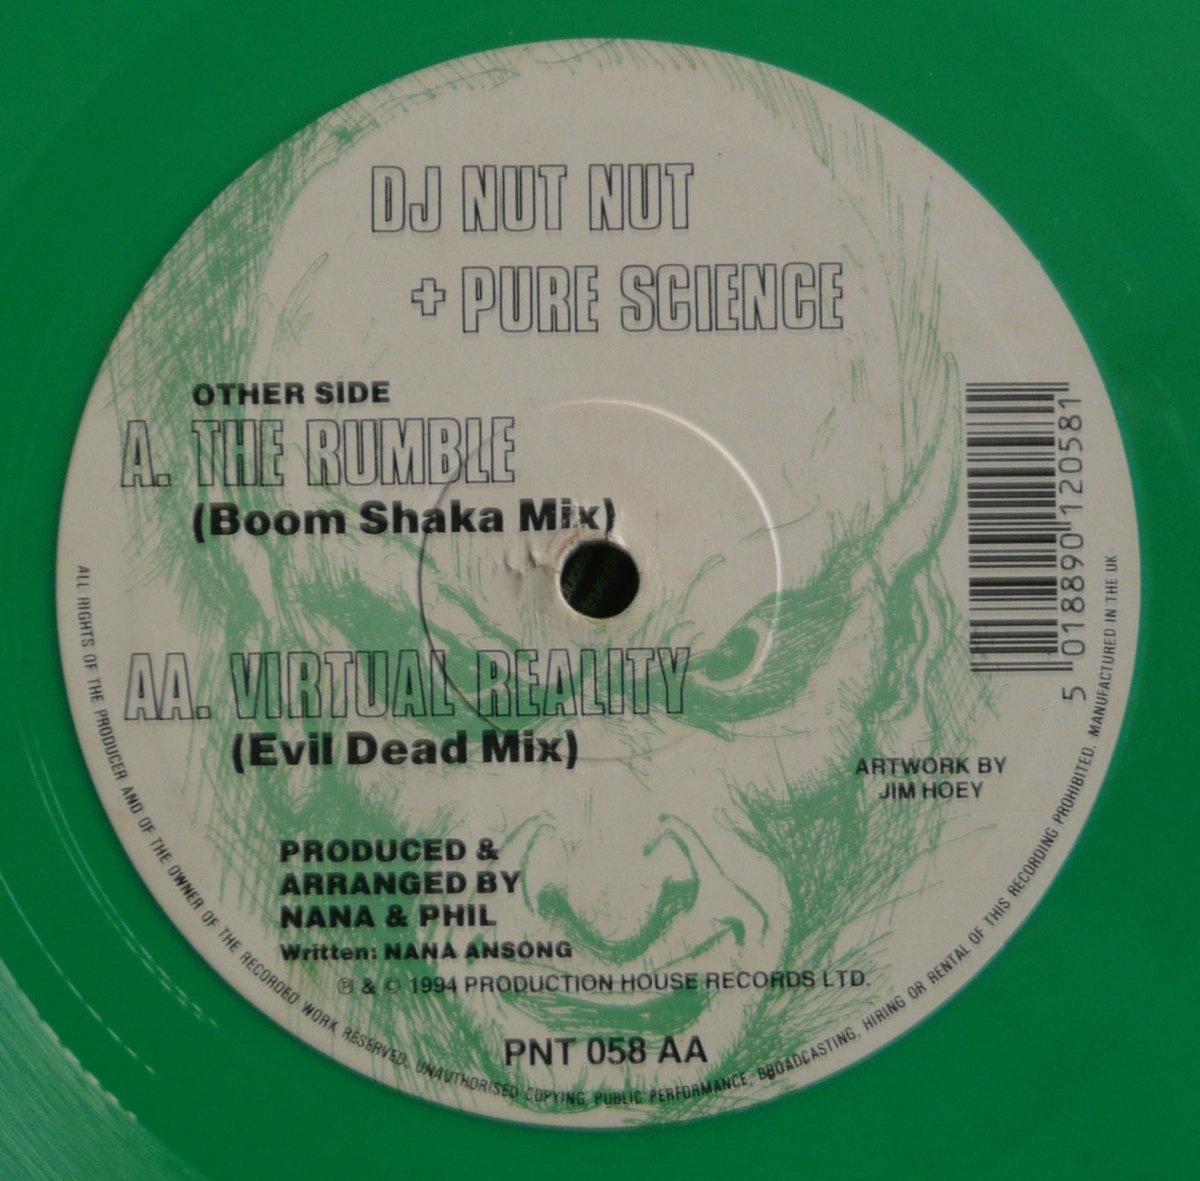 DJ NUT NUT
+ PURE SCIENCE
OTHER SIDE
A. THE RUMBLE
(Boom Shaka Mix)
AA. VIRTUAL REALITY
(Evil Dead Mix)
5 018890 120581
ARTWORK BY
JIM HOEY
PRODUCED &
ARRANGED BY
NANA & PHIL
Written: NANA ANSONG
℗ & © 1994 PRODUCTION HOUSE RECORDS LTD.
PNT 058 AA
ALL RIGHTS OF THE PRODUCER AND OF THE OWNER OF THE RECORDED WORK RESERVED. UNAUTHORISED COPYING, PUBLIC PERFORMANCE, BROADCASTING, HIRING OR RENTAL OF THIS RECORDING PROHIBITED. MANUFACTURED IN THE UK